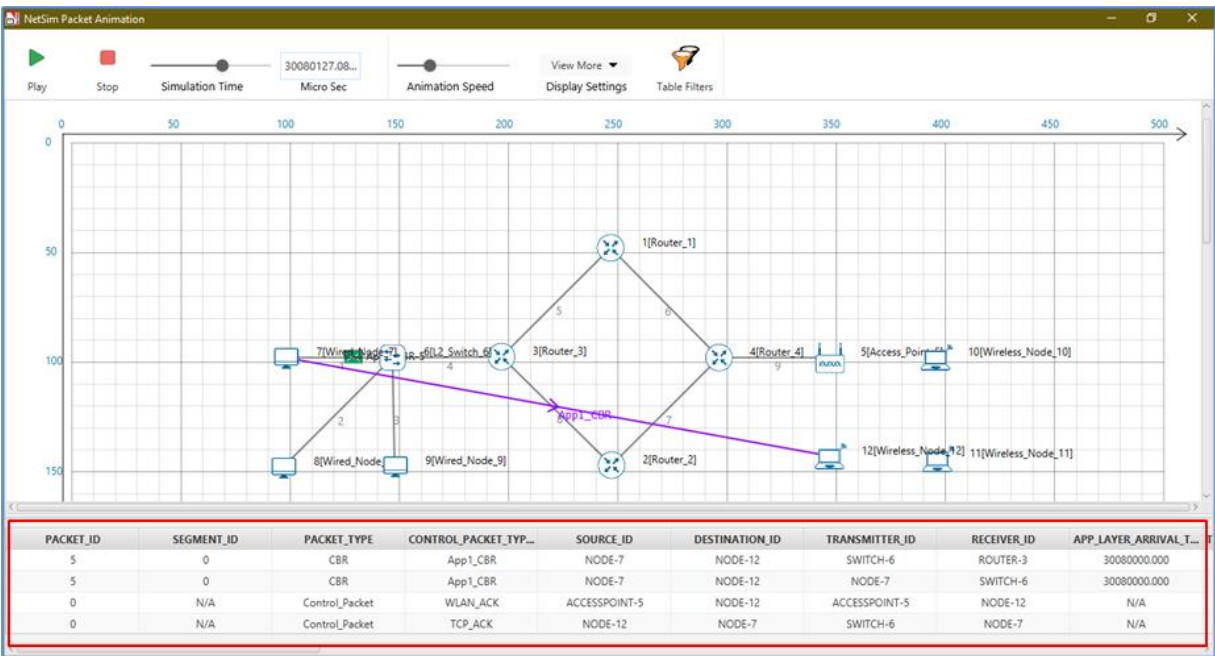 NetSim Packet Animation
30080127.08...
View More
Play Stop Simulation Time Micro Sec Animation Speed Display Settings Table Filters
0 50 100 150 200 250 300 350 400 450 500
0
50
1[Router_1]
5 6
100
7[Wired_Node_7] 6[L2_Switch_6] 3[Router_3] 4[Router_4] 5[Access_Point_5] 10[Wireless_Node_10]
1 4 9
App1_CBR
2 3 8 7
150
8[Wired_Node_ 9[Wired_Node_9] 2[Router_2] 12[Wireless_Node_12] 11[Wireless_Node_11]
PACKET_ID SEGMENT_ID PACKET_TYPE CONTROL_PACKET_TYP... SOURCE_ID DESTINATION_ID TRANSMITTER_ID RECEIVER_ID APP_LAYER_ARRIVAL_T... T
5 0 CBR App1_CBR NODE-7 NODE-12 SWITCH-6 ROUTER-3 30080000.000
5 0 CBR App1_CBR NODE-7 NODE-12 NODE-7 SWITCH-6 30080000.000
0 N/A Control_Packet WLAN_ACK ACCESSPOINT-5 NODE-12 ACCESSPOINT-5 NODE-12 N/A
0 N/A Control_Packet TCP_ACK NODE-12 NODE-7 SWITCH-6 NODE-7 N/A